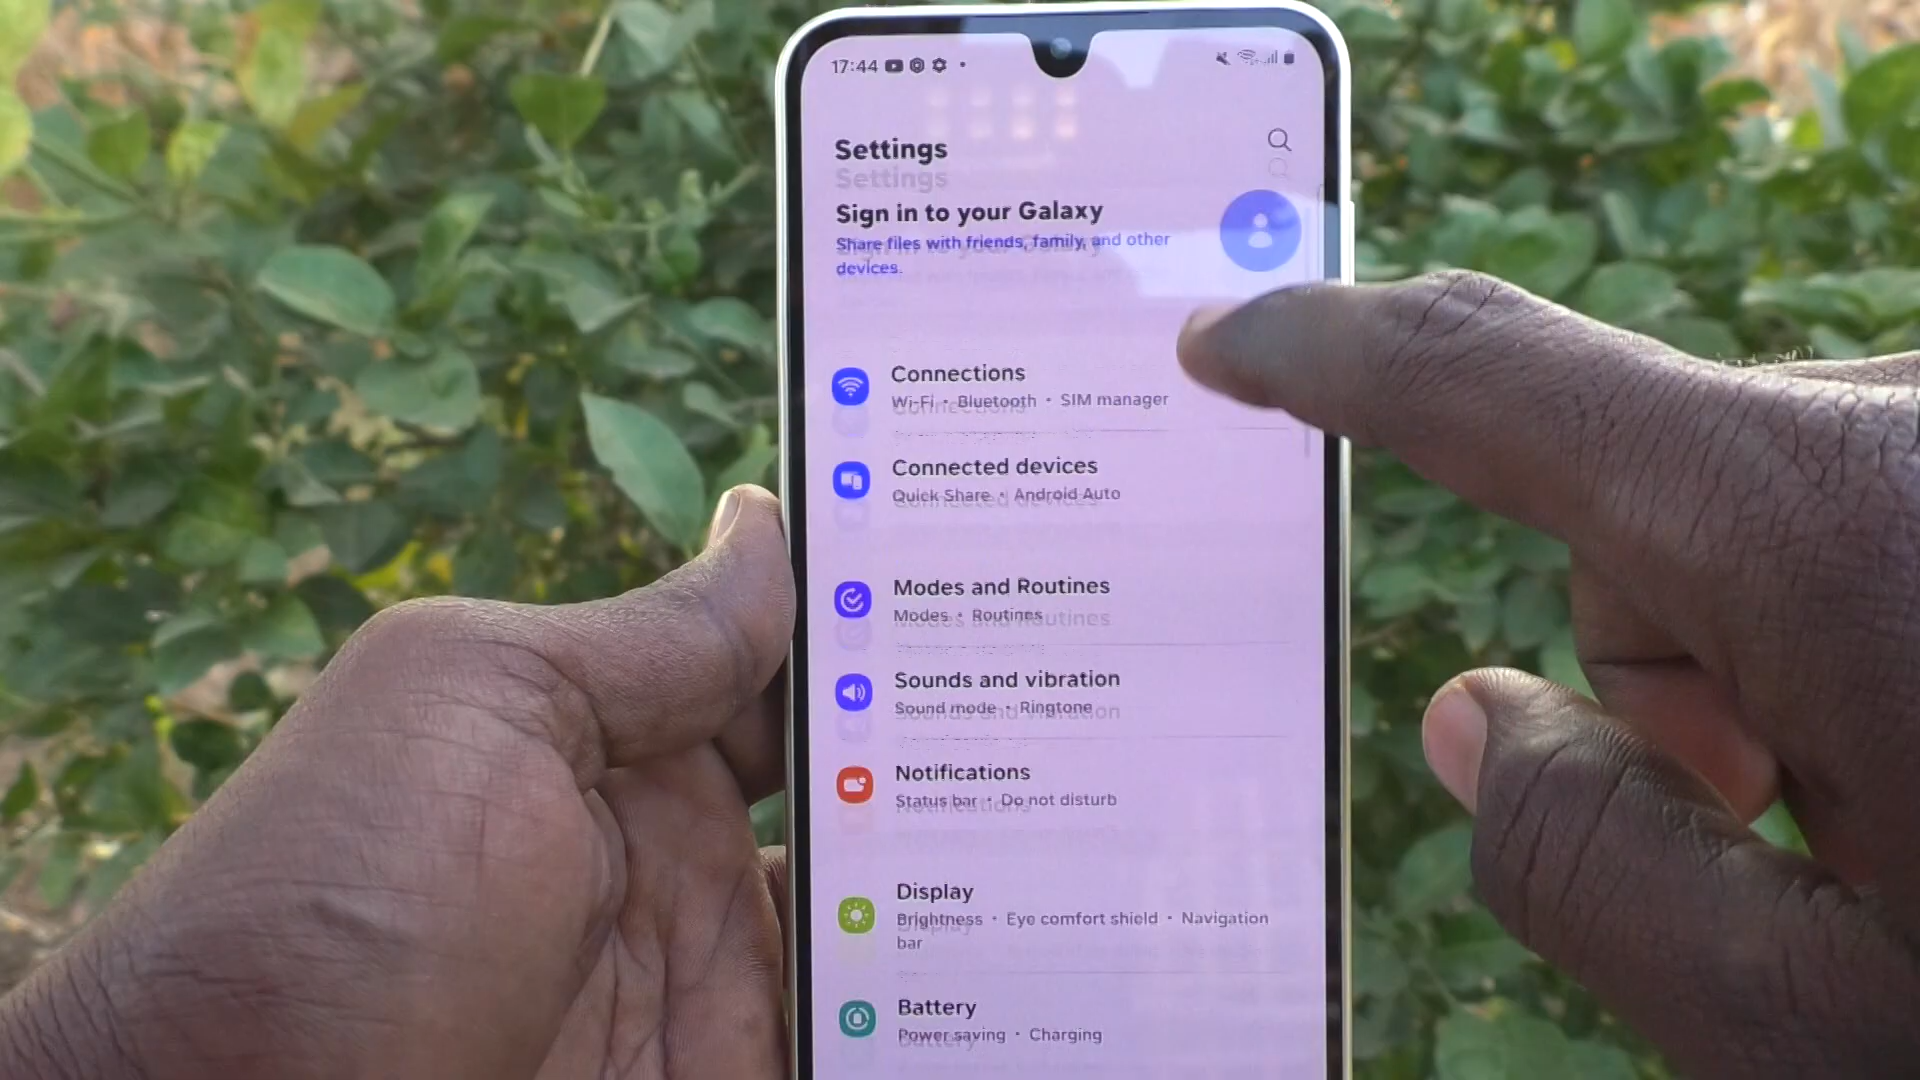 17:44
Settings
Sign in to your Galaxy
Share files with friends, family, and other
devices.
Connections
Wi-Fi • Bluetooth • SIM manager
Connected devices
Quick Share • Android Auto
Modes and Routines
Modes • Routines
Sounds and vibration
Sound mode • Ringtone
Notifications
Status bar • Do not disturb
Display
Brightness • Eye comfort shield • Navigation
bar
Battery
Power saving • Charging